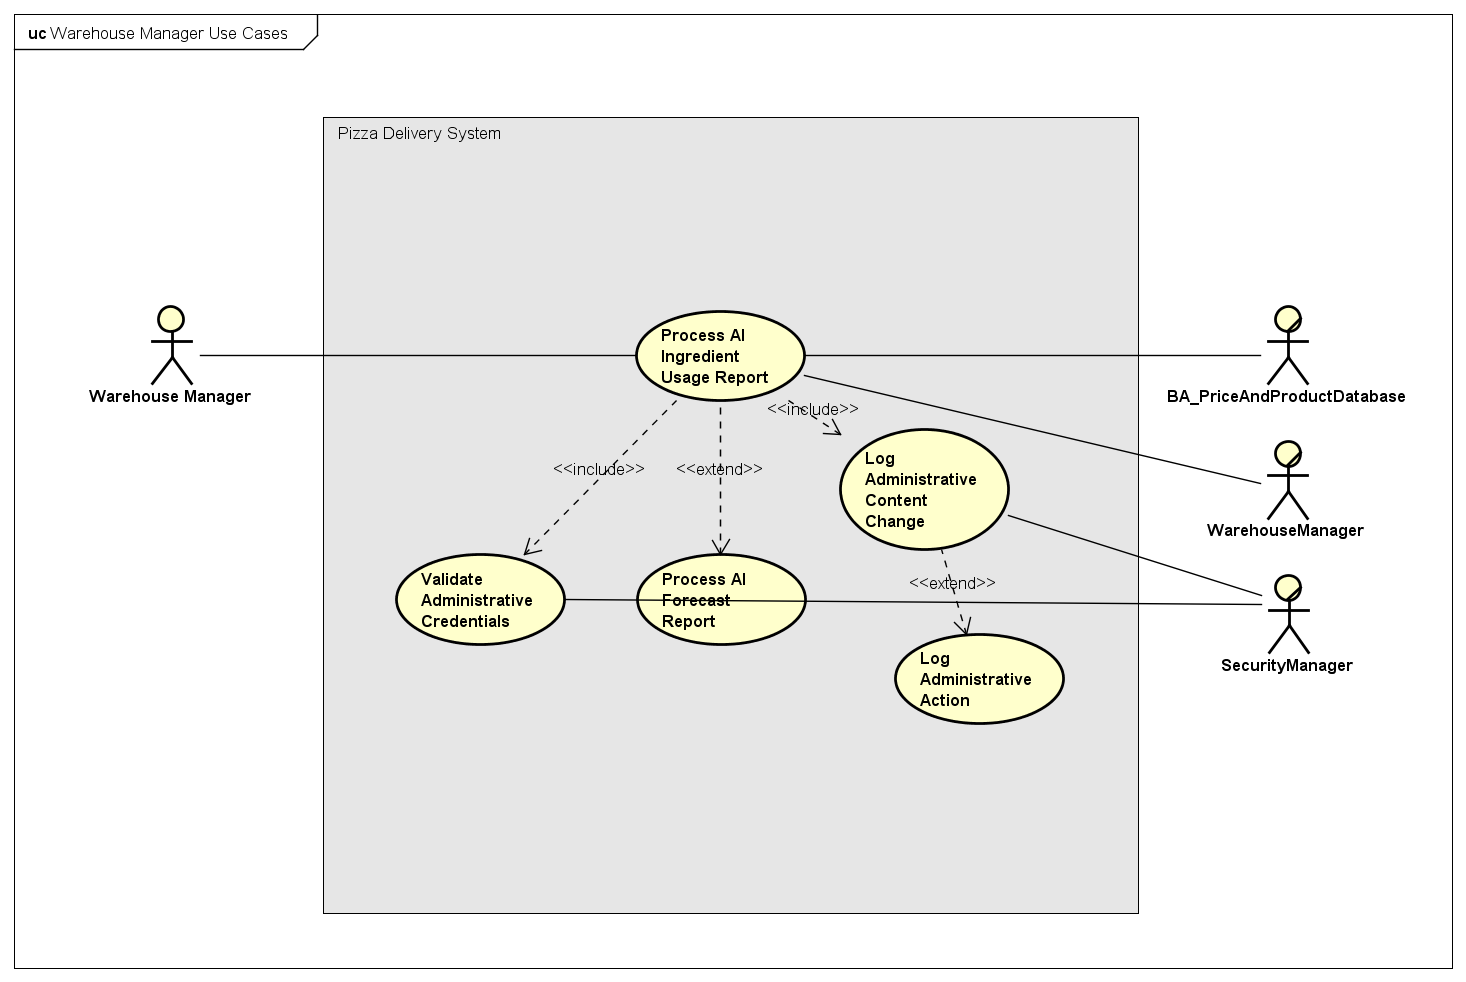 uc Warehouse Manager Use Cases
Pizza Delivery System
Process AI
Ingredient
Usage Report
Warehouse Manager
BA_PriceAndProductDatabase
<<include>>
Log
Administrative
Content
Change
<<include>>
<<extend>>
WarehouseManager
Validate
Administrative
Credentials
Process AI
Forecast
Report
<<extend>>
SecurityManager
Log
Administrative
Action